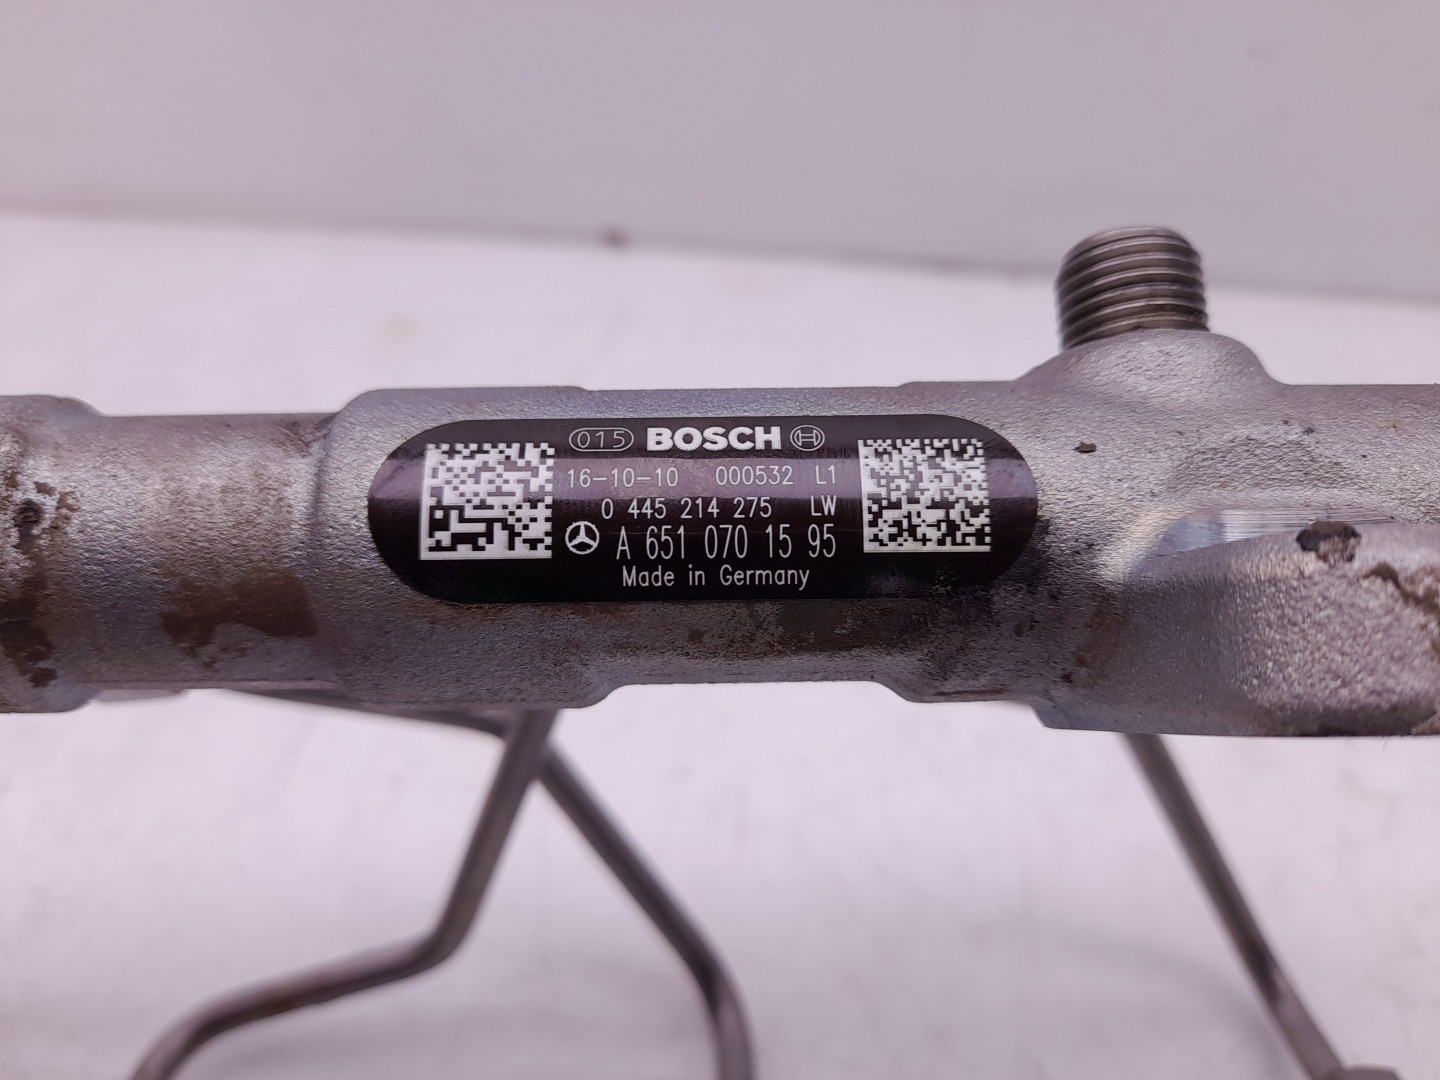 015 BOSCH
16-10-10 000532 L1
0 445 214 275 LW
A 651 070 15 95
Made in Germany